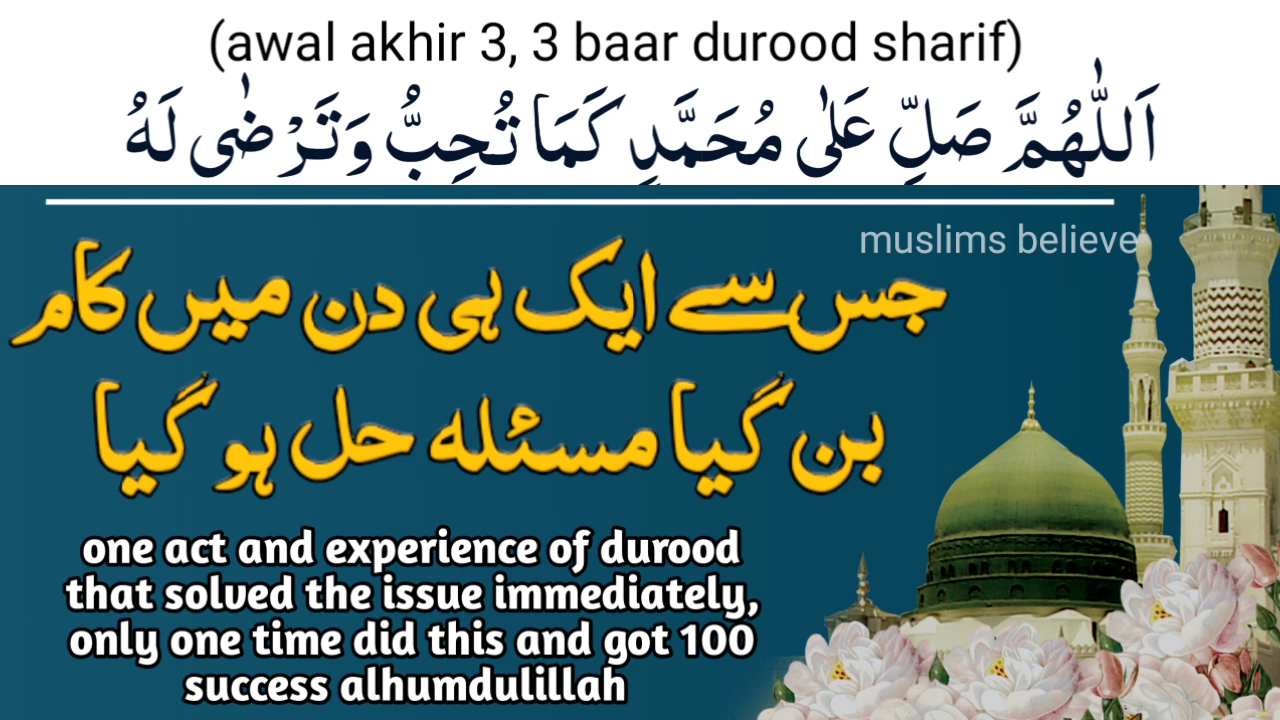 (awal akhir 3, 3 baar durood sharif)
اَللّٰهُمَّ صَلِّ عَلٰى مُحَمَّدٍ كَمَا تُحِبُّ وَتَرْضٰى لَهُ
muslims believe
جس سے ایک ہی دن میں کام
بن گیا مسئلہ حل ہو گیا
one act and experience of durood
that solved the issue immediately,
only one time did this and got 100
success alhumdulillah